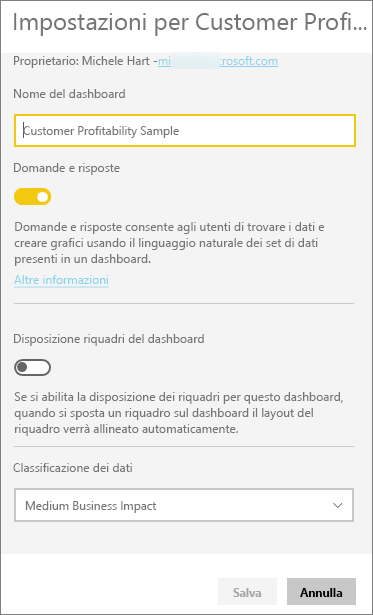 Impostazioni per Customer Profi...
Proprietario: Michele Hart -mi rosoft.com
Nome del dashboard
Customer Profitability Sample
Domande e risposte
Domande e risposte consente agli utenti di trovare i dati e
creare grafici usando il linguaggio naturale dei set di dati
presenti in un dashboard.
Altre informazioni
Disposizione riquadri del dashboard
Se si abilita la disposizione dei riquadri per questo dashboard,
quando si sposta un riquadro sul dashboard il layout del
riquadro verrà allineato automaticamente.
Classificazione dei dati
Medium Business Impact
Salva Annulla